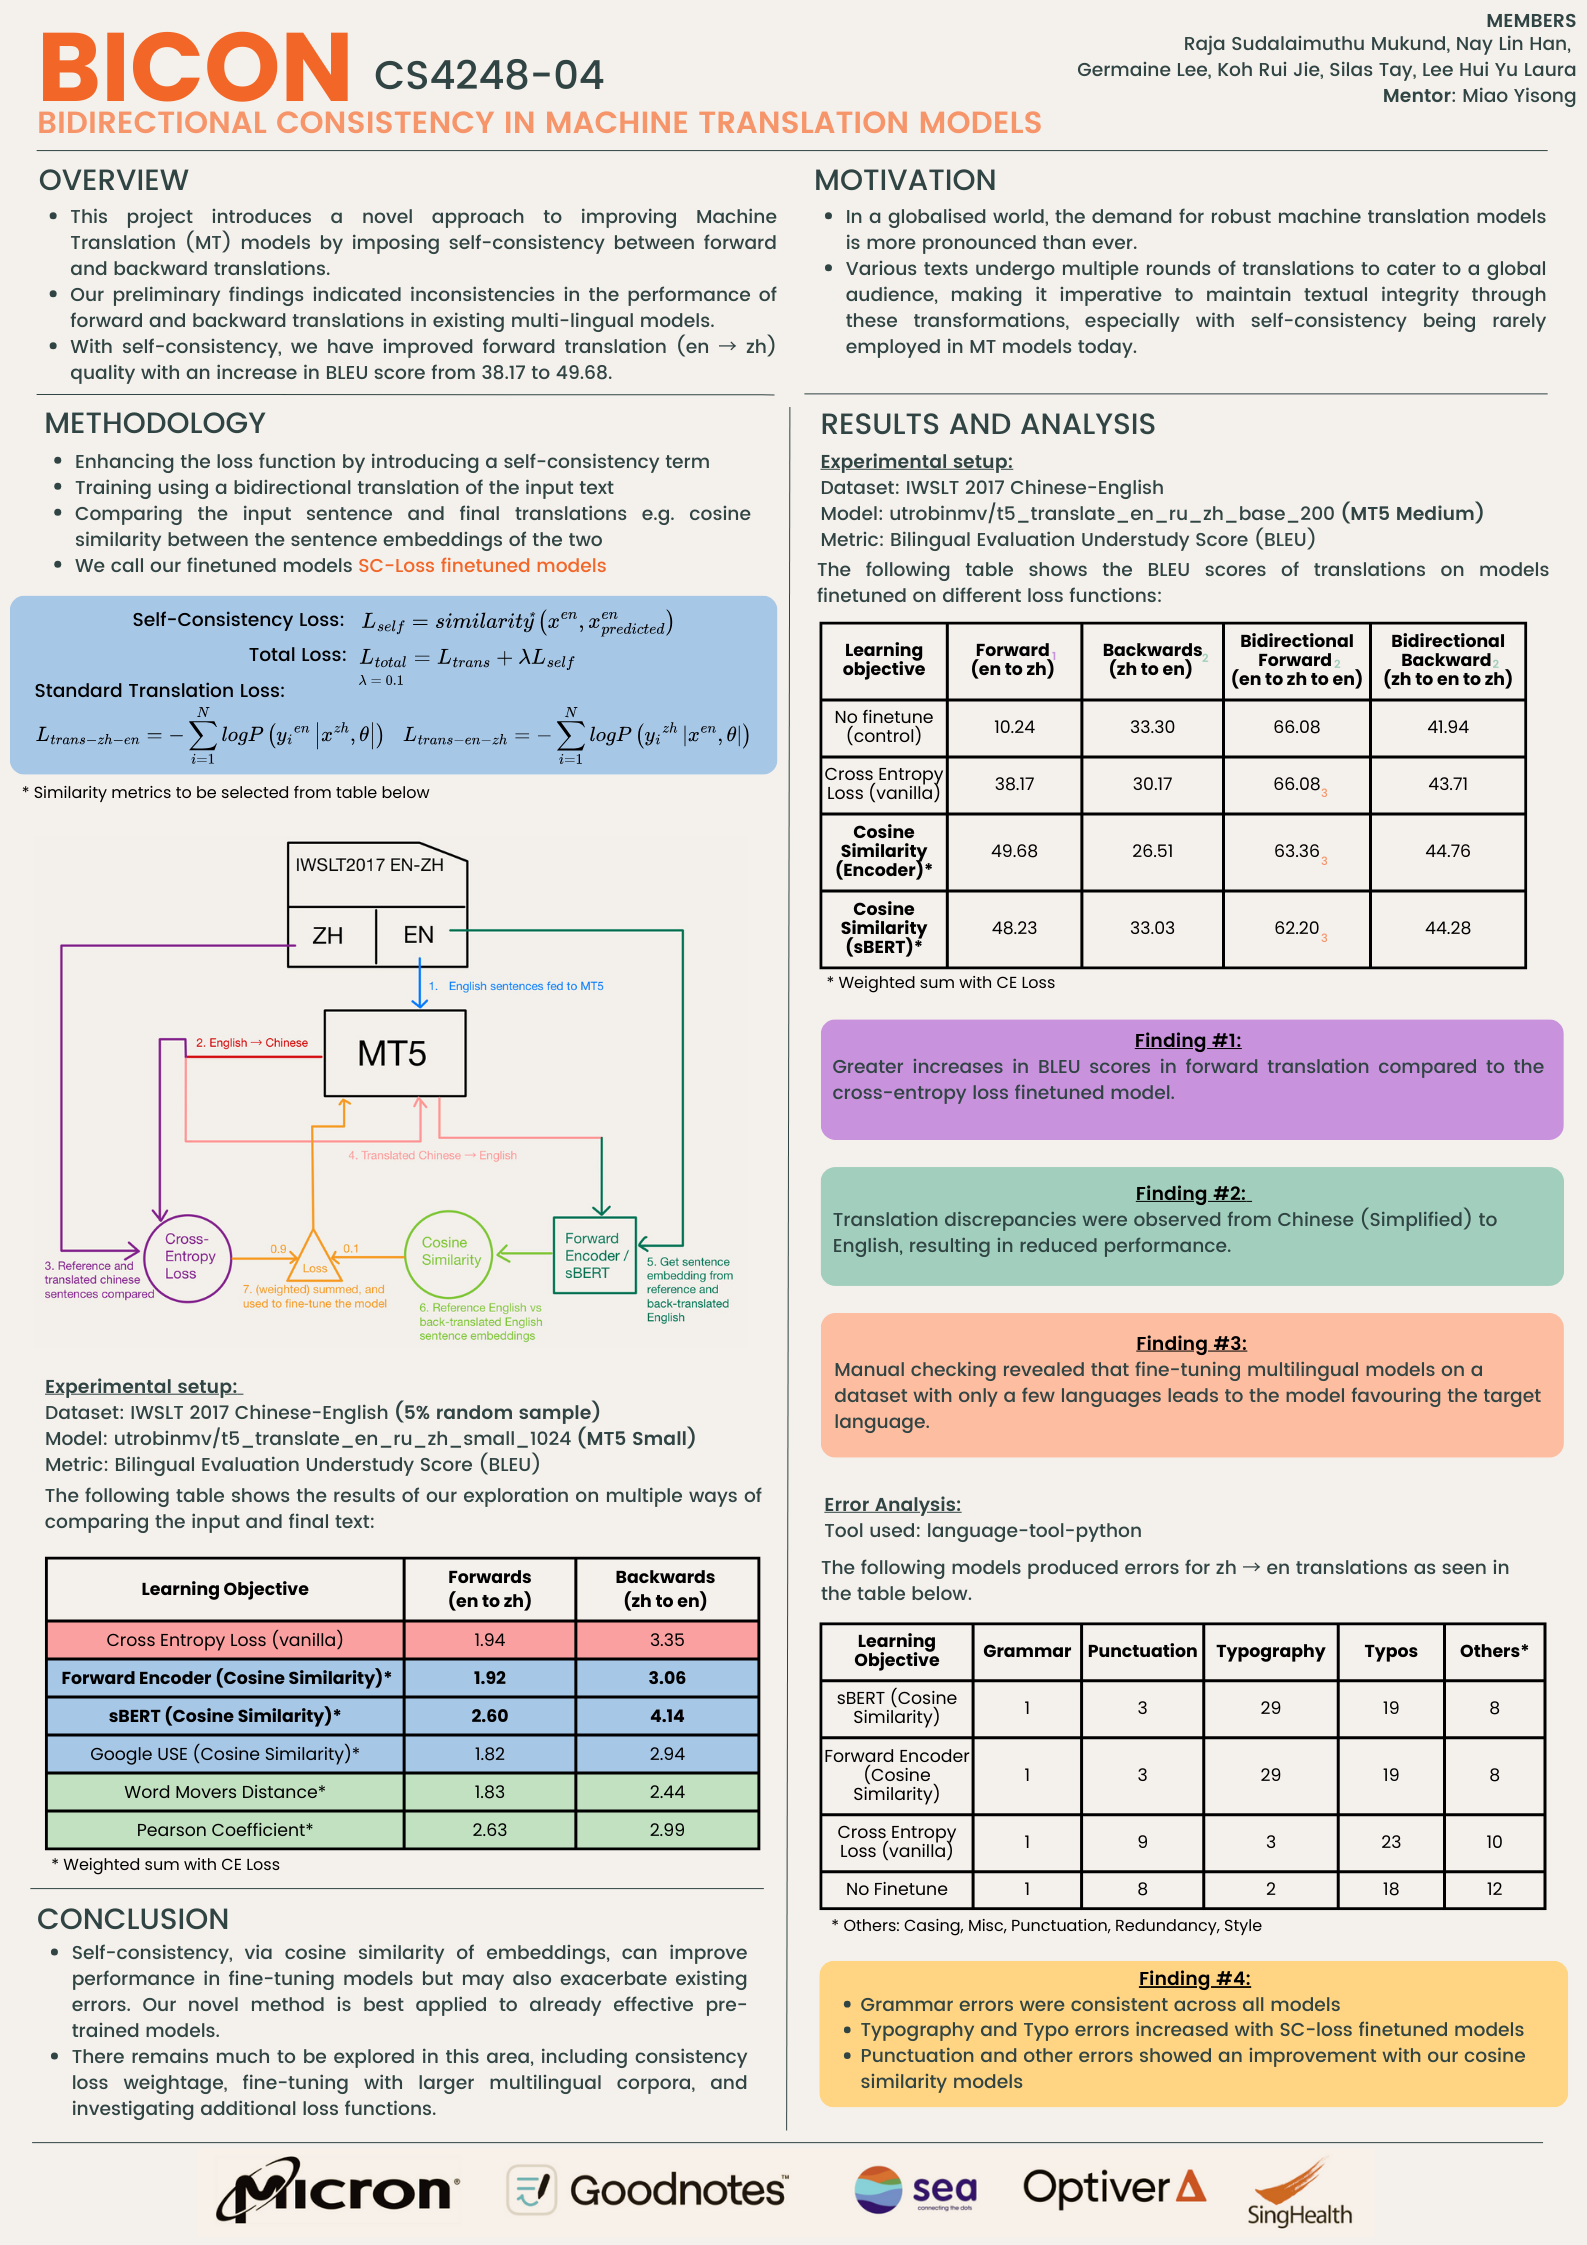 BICON CS4248-04
BIDIRECTIONAL CONSISTENCY IN MACHINE TRANSLATION MODELS
MEMBERS
Raja Sudalaimuthu Mukund, Nay Lin Han,
Germaine Lee, Koh Rui Jie, Silas Tay, Lee Hui Yu Laura
Mentor: Miao Yisong
OVERVIEW
• This project introduces a novel approach to improving Machine
Translation (MT) models by imposing self-consistency between forward
and backward translations.
• Our preliminary findings indicated inconsistencies in the performance of
forward and backward translations in existing multi-lingual models.
• With self-consistency, we have improved forward translation (en → zh)
quality with an increase in BLEU score from 38.17 to 49.68.
MOTIVATION
• In a globalised world, the demand for robust machine translation models
is more pronounced than ever.
• Various texts undergo multiple rounds of translations to cater to a global
audience, making it imperative to maintain textual integrity through
these transformations, especially with self-consistency being rarely
employed in MT models today.
METHODOLOGY
• Enhancing the loss function by introducing a self-consistency term
• Training using a bidirectional translation of the input text
• Comparing the input sentence and final translations e.g. cosine
similarity between the sentence embeddings of the two
• We call our finetuned models SC-Loss finetuned models
Self-Consistency Loss: L_self = similarity* (x^en, x^en_predicted)
Total Loss: L_total = L_trans + λL_self
λ = 0.1
Standard Translation Loss:
L_trans−zh−en = − ∑_{i=1}^{N} logP (y_i^en |x^zh, θ|) L_trans−en−zh = − ∑_{i=1}^{N} logP (y_i^zh |x^en, θ|)
* Similarity metrics to be selected from table below
IWSLT2017 EN-ZH
ZH EN
1. English sentences fed to MT5
2. English → Chinese
MT5
4. Translated Chinese → English
Cross-
Entropy
Loss
0.9
Loss
0.1
Cosine
Similarity
Forward
Encoder /
sBERT
3. Reference and
translated chinese
sentences compared
7. (weighted) summed, and
used to fine-tune the model
6. Reference English vs
back-translated English
sentence embeddings
5. Get sentence
embedding from
reference and
back-translated
English
Experimental setup:
Dataset: IWSLT 2017 Chinese-English (5% random sample)
Model: utrobinmv/t5_translate_en_ru_zh_small_1024 (MT5 Small)
Metric: Bilingual Evaluation Understudy Score (BLEU)
The following table shows the results of our exploration on multiple ways of
comparing the input and final text:
Learning Objective Forwards (en to zh) Backwards (zh to en)
Cross Entropy Loss (vanilla) 1.94 3.35
Forward Encoder (Cosine Similarity)* 1.92 3.06
sBERT (Cosine Similarity)* 2.60 4.14
Google USE (Cosine Similarity)* 1.82 2.94
Word Movers Distance* 1.83 2.44
Pearson Coefficient* 2.63 2.99
* Weighted sum with CE Loss
CONCLUSION
• Self-consistency, via cosine similarity of embeddings, can improve
performance in fine-tuning models but may also exacerbate existing
errors. Our novel method is best applied to already effective pre-
trained models.
• There remains much to be explored in this area, including consistency
loss weightage, fine-tuning with larger multilingual corpora, and
investigating additional loss functions.
RESULTS AND ANALYSIS
Experimental setup:
Dataset: IWSLT 2017 Chinese-English
Model: utrobinmv/t5_translate_en_ru_zh_base_200 (MT5 Medium)
Metric: Bilingual Evaluation Understudy Score (BLEU)
The following table shows the BLEU scores of translations on models
finetuned on different loss functions:
Learning objective Forward 1 (en to zh) Backwards 2 (zh to en) Bidirectional Forward 2 (en to zh to en) Bidirectional Backward 2 (zh to en to zh)
No finetune (control) 10.24 33.30 66.08 41.94
Cross Entropy Loss (vanilla) 38.17 30.17 66.08 3 43.71
Cosine Similarity (Encoder)* 49.68 26.51 63.36 3 44.76
Cosine Similarity (sBERT)* 48.23 33.03 62.20 3 44.28
* Weighted sum with CE Loss
Finding #1:
Greater increases in BLEU scores in forward translation compared to the
cross-entropy loss finetuned model.
Finding #2:
Translation discrepancies were observed from Chinese (Simplified) to
English, resulting in reduced performance.
Finding #3:
Manual checking revealed that fine-tuning multilingual models on a
dataset with only a few languages leads to the model favouring the target
language.
Error Analysis:
Tool used: language-tool-python
The following models produced errors for zh → en translations as seen in
the table below.
Learning Objective Grammar Punctuation Typography Typos Others*
sBERT (Cosine Similarity) 1 3 29 19 8
Forward Encoder (Cosine Similarity) 1 3 29 19 8
Cross Entropy Loss (vanilla) 1 9 3 23 10
No Finetune 1 8 2 18 12
* Others: Casing, Misc, Punctuation, Redundancy, Style
Finding #4:
• Grammar errors were consistent across all models
• Typography and Typo errors increased with SC-loss finetuned models
• Punctuation and other errors showed an improvement with our cosine
similarity models
Micron® Goodnotes™ sea connecting the dots Optiver SingHealth